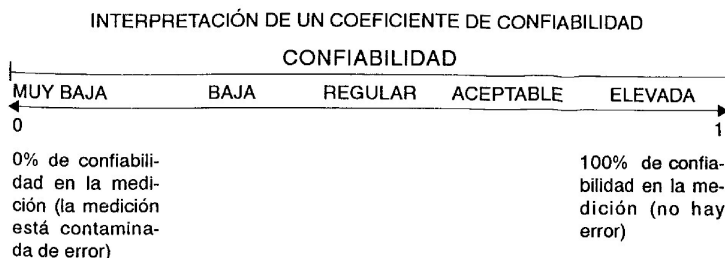 INTERPRETACIÓN DE UN COEFICIENTE DE CONFIABILIDAD
CONFIABILIDAD
MUY BAJA BAJA REGULAR ACEPTABLE ELEVADA
0 1
0% de confiabili-
dad en la medi-
ción (la medición
está contamina-
da de error)
100% de confia-
bilidad en la me-
dición (no hay
error)